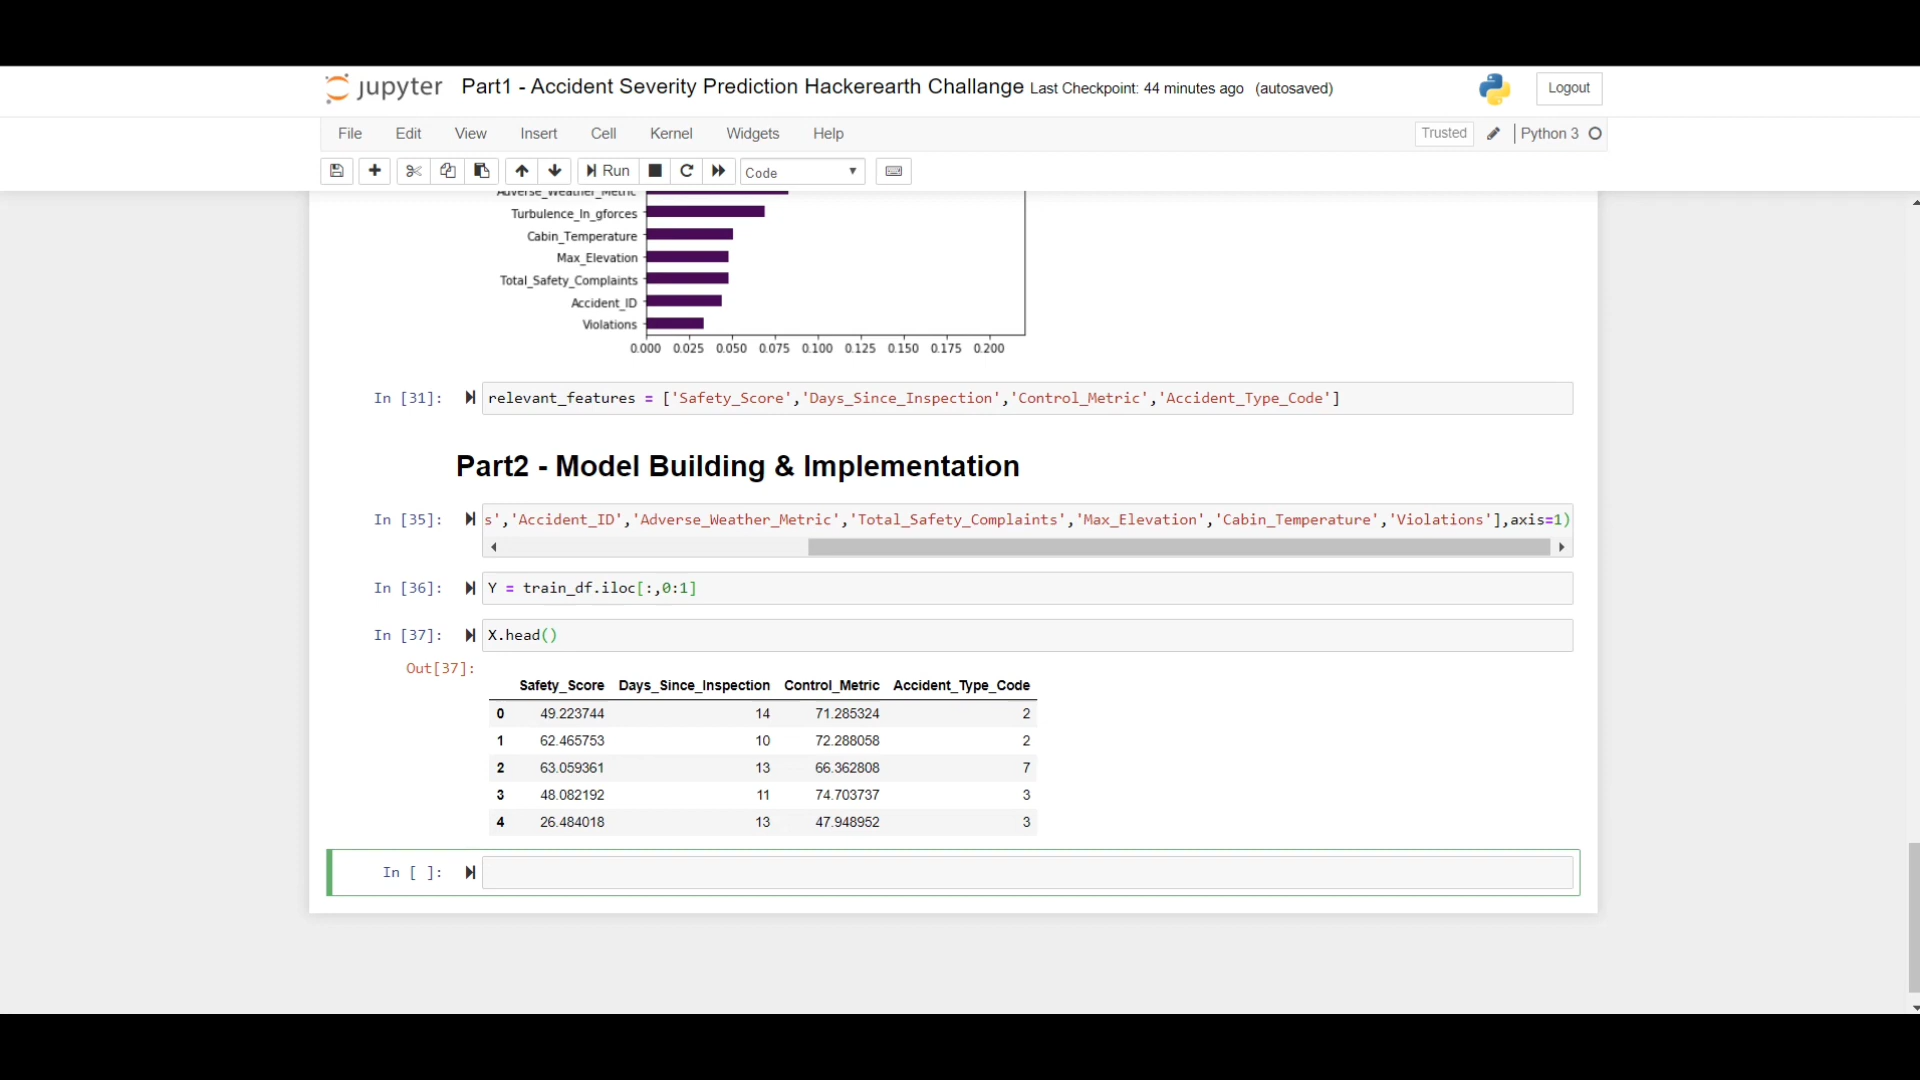 jupyter Part1 - Accident Severity Prediction Hackerearth Challange Last Checkpoint: 44 minutes ago (autosaved) Logout
File Edit View Insert Cell Kernel Widgets Help Trusted Python 3
Run Code
Adverse_Weather_Metric
Turbulence_In_gforces
Cabin_Temperature
Max_Elevation
Total_Safety_Complaints
Accident_ID
Violations
0.000 0.025 0.050 0.075 0.100 0.125 0.150 0.175 0.200
In [31]: relevant_features = ['Safety_Score','Days_Since_Inspection','Control_Metric','Accident_Type_Code']
Part2 - Model Building & Implementation
In [35]: s','Accident_ID','Adverse_Weather_Metric','Total_Safety_Complaints','Max_Elevation','Cabin_Temperature','Violations'],axis=1)
In [36]: Y = train_df.iloc[:,0:1]
In [37]: X.head()
Out[37]:
Safety_Score Days_Since_Inspection Control_Metric Accident_Type_Code
0 49.223744 14 71.285324 2
1 62.465753 10 72.288058 2
2 63.059361 13 66.362808 7
3 48.082192 11 74.703737 3
4 26.484018 13 47.948952 3
In [ ]: